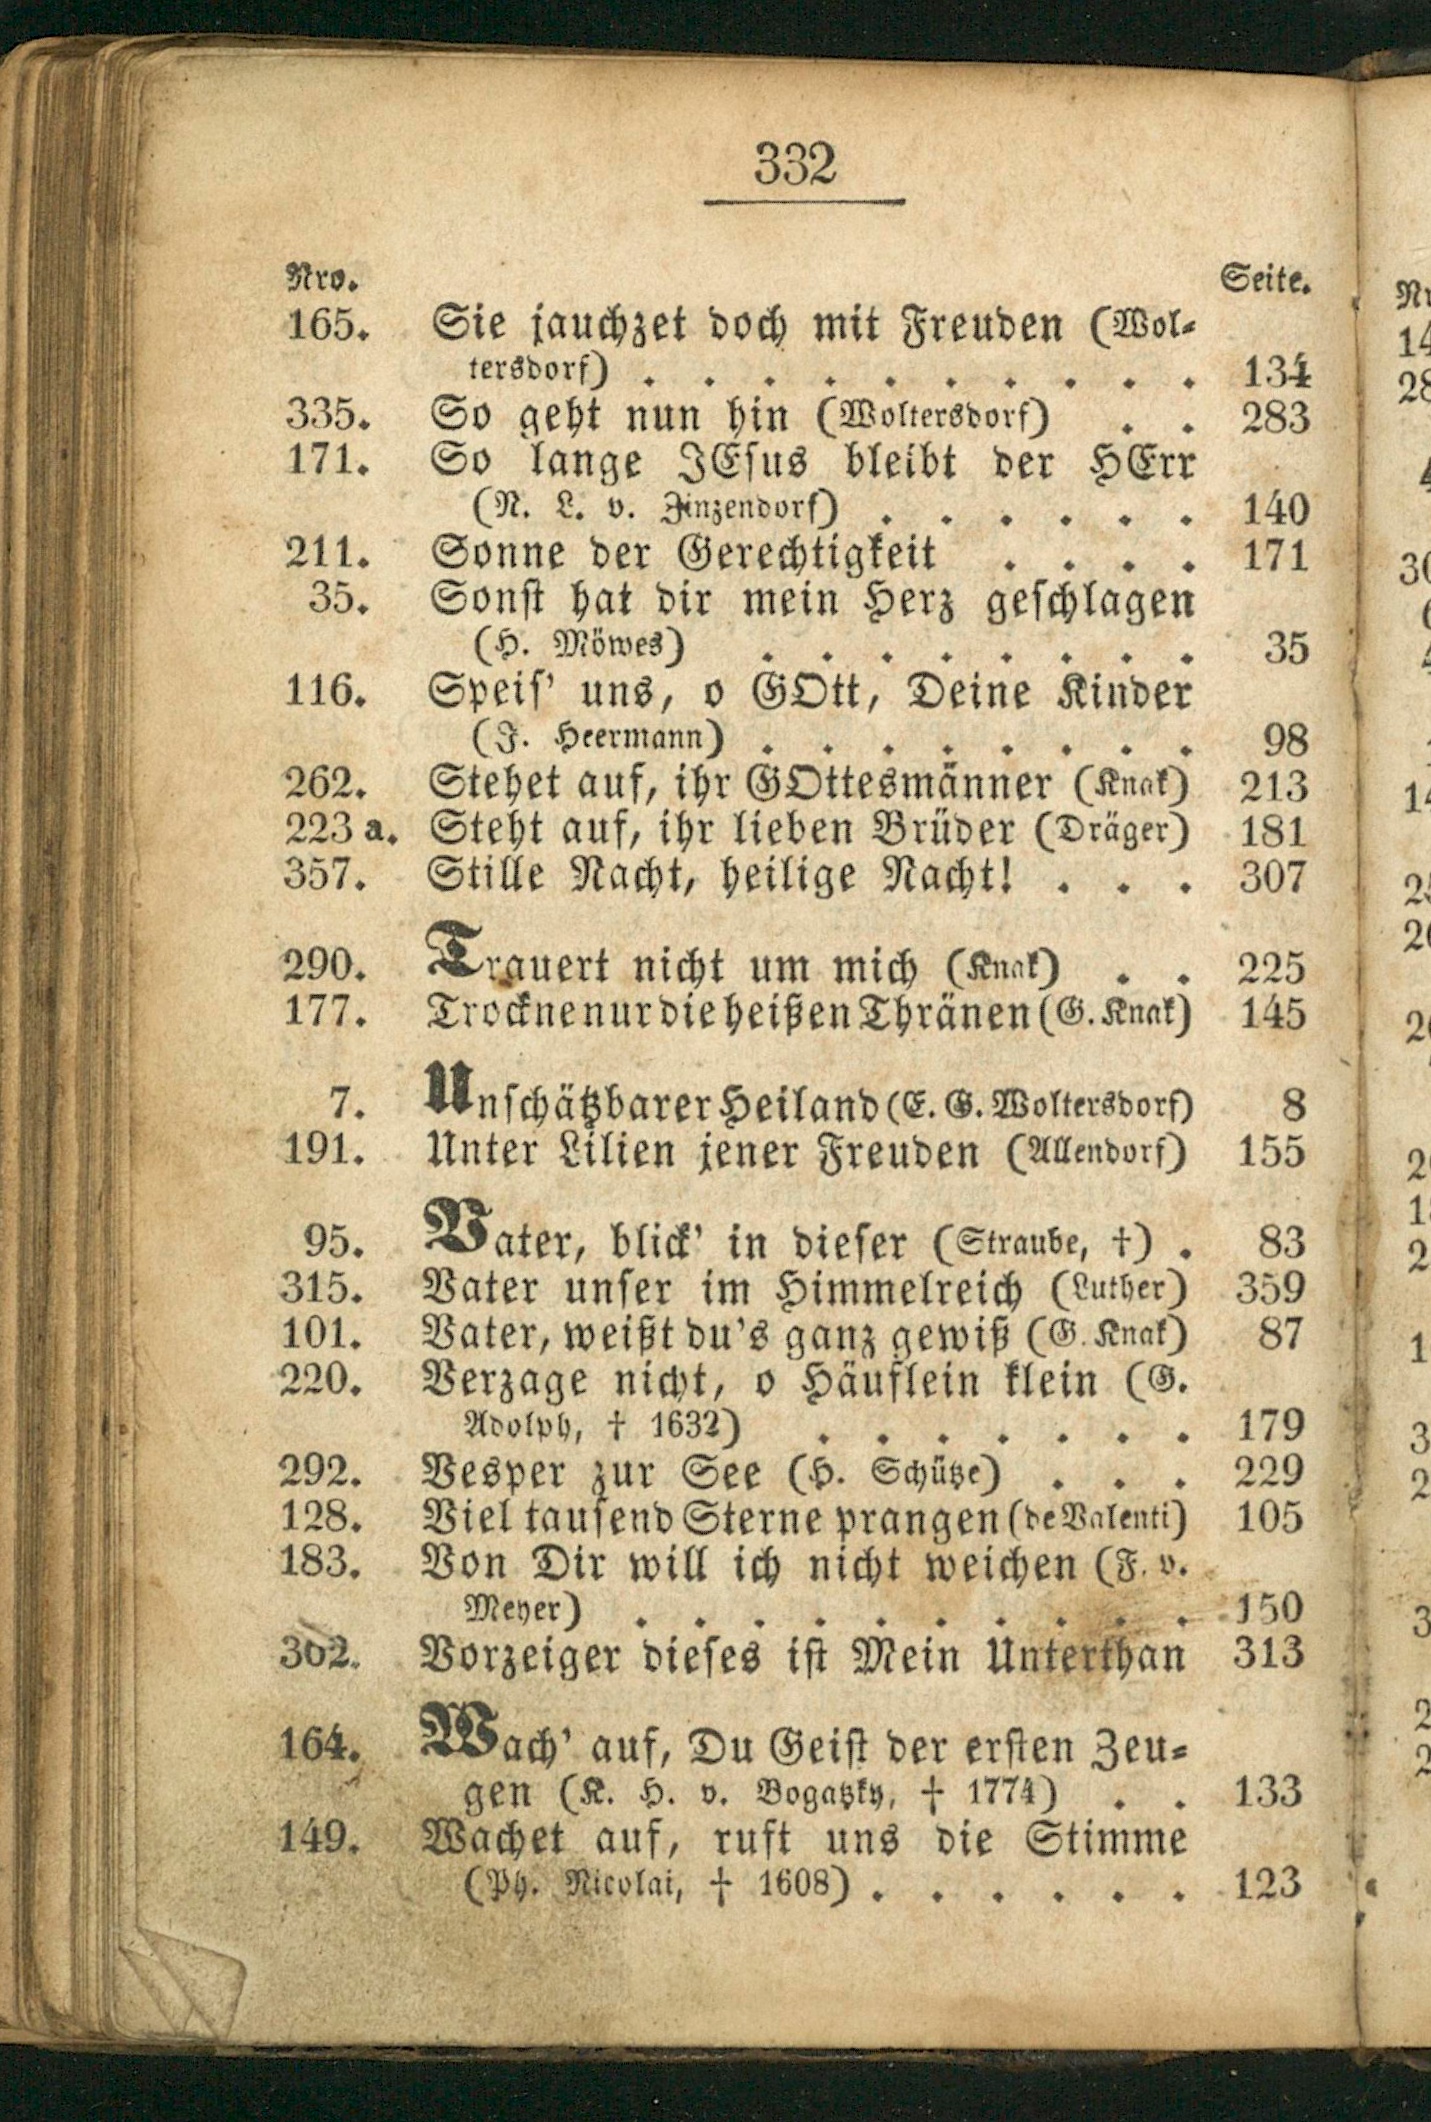 332
Nro. Seite.
165. Sie jauchzet doch mit Freuden (Wol-
tersdorf) . . . . . . . . . . 134
335. So geht nun hin (Woltersdorf) . . 283
171. So lange JEsus bleibt der HErr
(N. L. v. Zinzendorf) . . . . . . 140
211. Sonne der Gerechtigkeit . . . . 171
35. Sonst hat dir mein Herz geschlagen
(H. Möwes) . . . . . . . . 35
116. Speis' uns, o GOtt, Deine Kinder
(J. Heermann) . . . . . . . . 98
262. Stehet auf, ihr GOttesmänner (Knak) 213
223 a. Steht auf, ihr lieben Brüder (Dräger) 181
357. Stille Nacht, heilige Nacht! . . . 307
290. Trauert nicht um mich (Knak) . . 225
177. Trockne nur die heißen Thränen (G. Knak) 145
7. Unschätzbarer Heiland (E. G. Woltersdorf) 8
191. Unter Lilien jener Freuden (Allendorf) 155
95. Vater, blick' in dieser (Straube, †) . 83
315. Vater unser im Himmelreich (Luther) 359
101. Vater, weißt du's ganz gewiß (G. Knak) 87
220. Verzage nicht, o Häuflein klein (G.
Adolph, † 1632) . . . . . . . 179
292. Vesper zur See (H. Schütze) . . . 229
128. Viel tausend Sterne prangen (de Valenti) 105
183. Von Dir will ich nicht weichen (F. v.
Meyer) . . . . . . . . . . 150
302. Vorzeiger dieses ist Mein Unterthan 313
164. Wach' auf, Du Geist der ersten Zeu-
gen (K. H. v. Bogatzky, † 1774) . . 133
149. Wachet auf, ruft uns die Stimme
(Ph. Nicolai, † 1608) . . . . . . 123